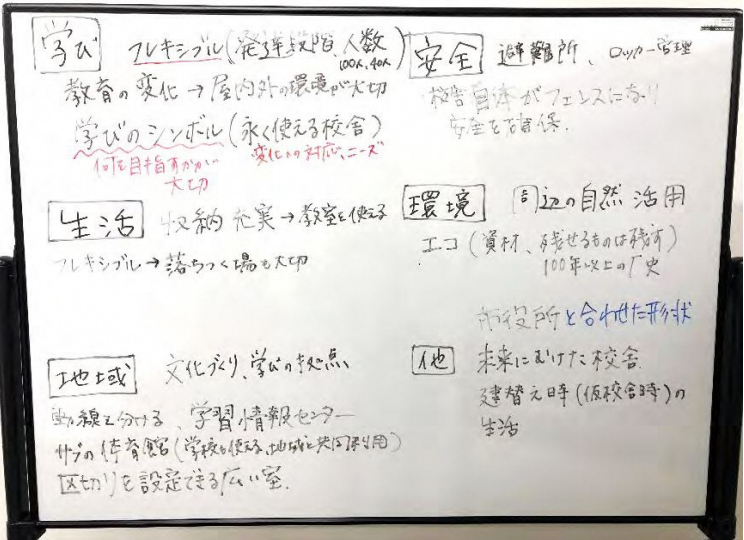 学び
フレキシブル(発達段階、人数)
100人、40人
教育の変化→屋内外の環境が大切
学びのシンボル(永く使える校舎)
何を目指すかが
大切
変化への対応、ニーズ
安全 避難所、ロッカー管理
校舎自体がフェンスになり
安全を確保.
生活 収納 充実→教室を使える
フレキシブル→落ちつく場も大切
環境 周辺の自然活用
エコ(資材、残せるものは残す)
100年以上の歴史
市役所と合わせた形状
地域 文化づくり、学びの拠点
動線を分ける、学習情報センター
サブの体育館(学校も使える、地域と共同利用)
区切りを設定できる広い室.
他 未来にむけた校舎
建替え時(仮校舎時)の
生活